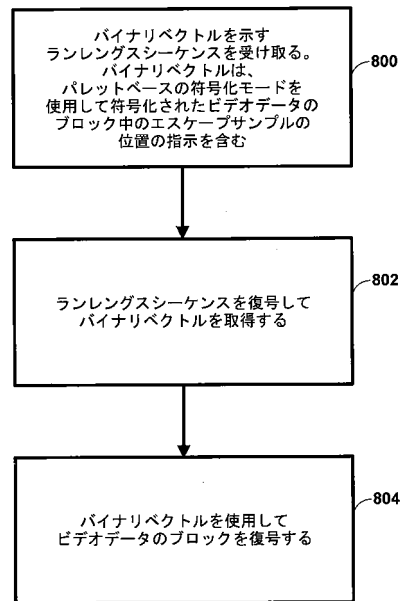 バイナリベクトルを示す
ランレングスシーケンスを受け取る。
バイナリベクトルは、
パレットベースの符号化モードを
使用して符号化されたビデオデータの
ブロック中のエスケープサンプルの
位置の指示を含む
800
802
ランレングスシーケンスを復号して
バイナリベクトルを取得する
804
バイナリベクトルを使用して
ビデオデータのブロックを復号する